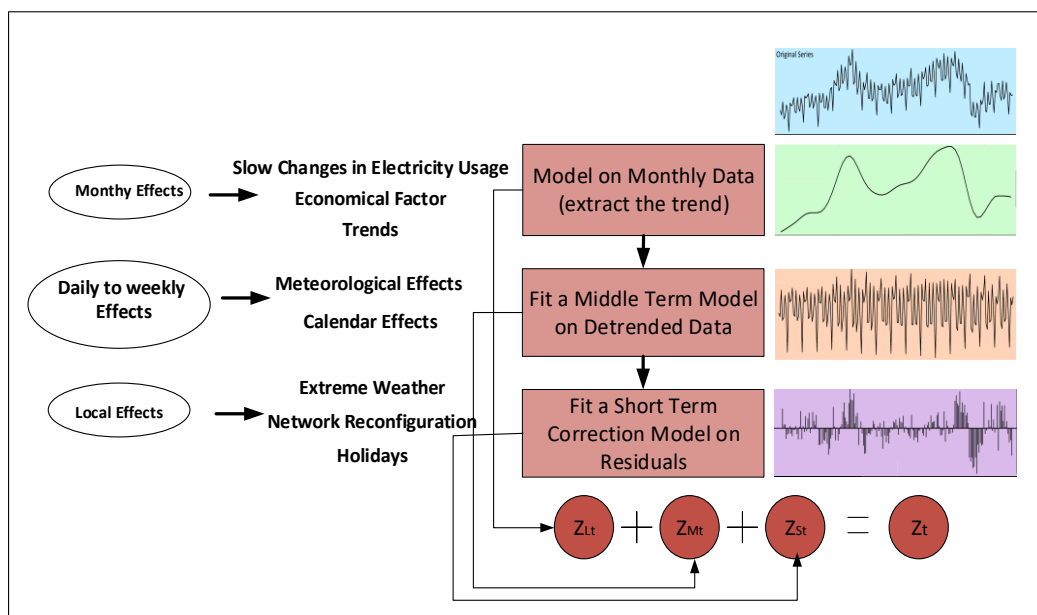 Original Series
Monthy Effects
Slow Changes in Electricity Usage
Economical Factor
Trends
Model on Monthly Data
(extract the trend)
Daily to weekly
Effects
Meteorological Effects
Calendar Effects
Fit a Middle Term Model
on Detrended Data
Local Effects
Extreme Weather
Network Reconfiguration
Holidays
Fit a Short Term
Correction Model on
Residuals
ZLt + ZMt + ZSt = Zt